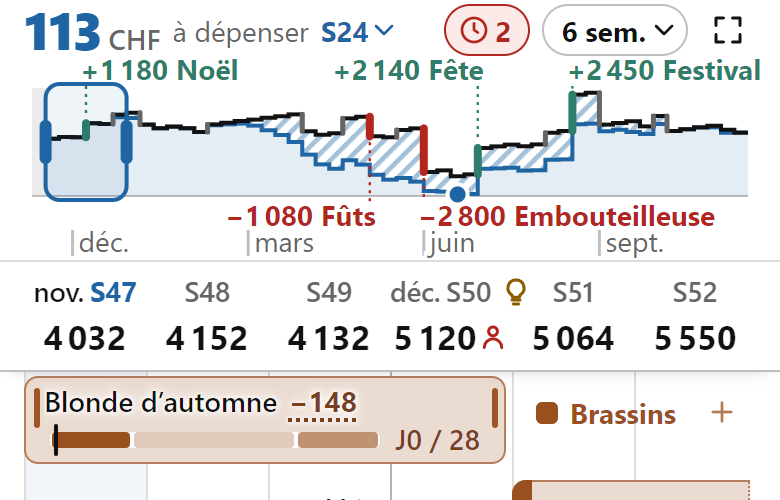 113 CHF à dépenser S24 2 6 sem.
+1 180 Noël +2 140 Fête +2 450 Festival
−1 080 Fûts −2 800 Embouteilleuse
déc. mars juin sept.
nov. S47 S48 S49 déc. S50 S51 S52
4 032 4 152 4 132 5 120 5 064 5 550
Blonde d’automne −148
J0 / 28
Brassins +